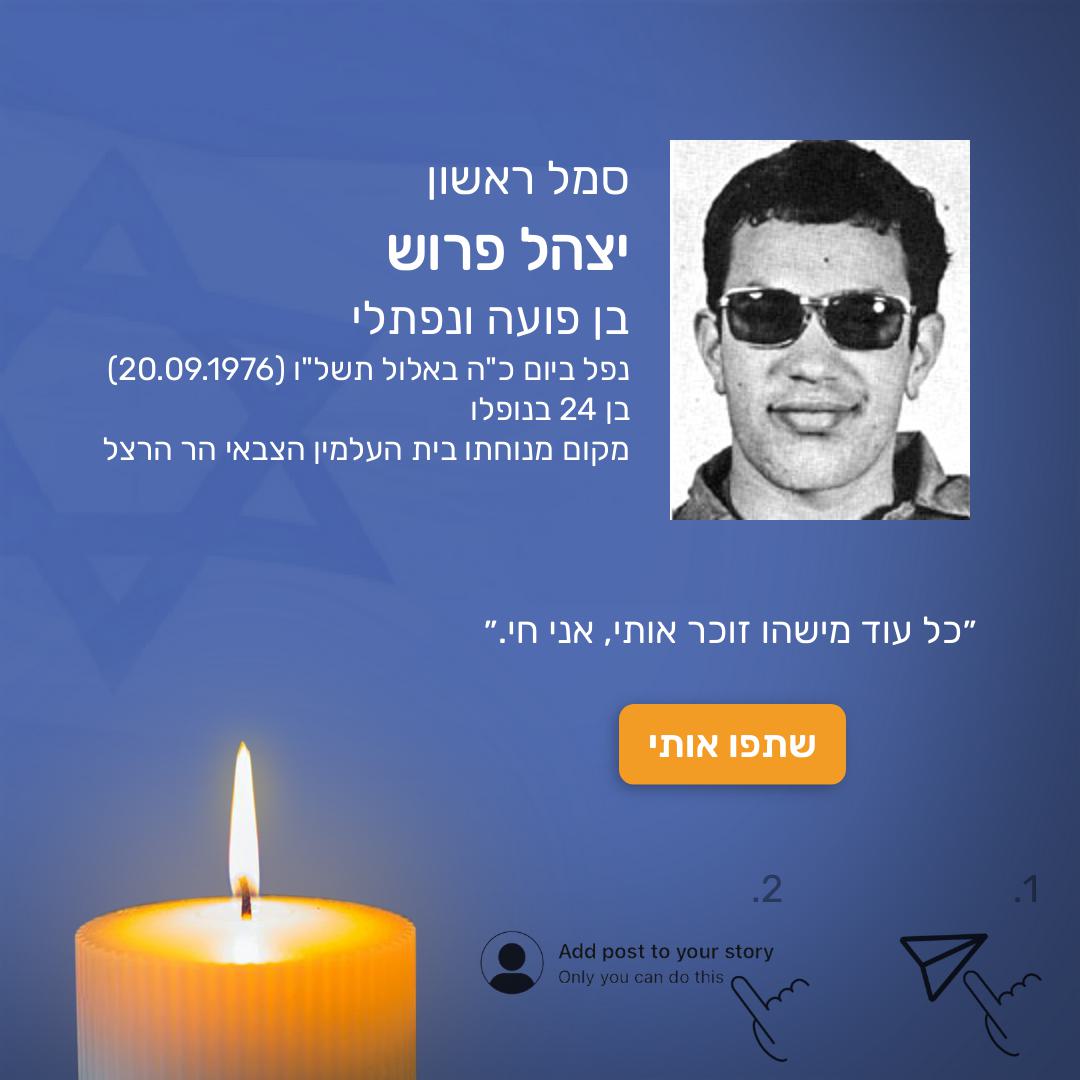 סמל ראשון
יצהל פרוש
בן פועה ונפתלי
נפל ביום כ"ה באלול תשל"ו (20.09.1976)
בן 24 בנופלו
מקום מנוחתו בית העלמין הצבאי הר הרצל
״כל עוד מישהו זוכר אותי, אני חי.״
שתפו אותי
1.
2.
Add post to your story
Only you can do this